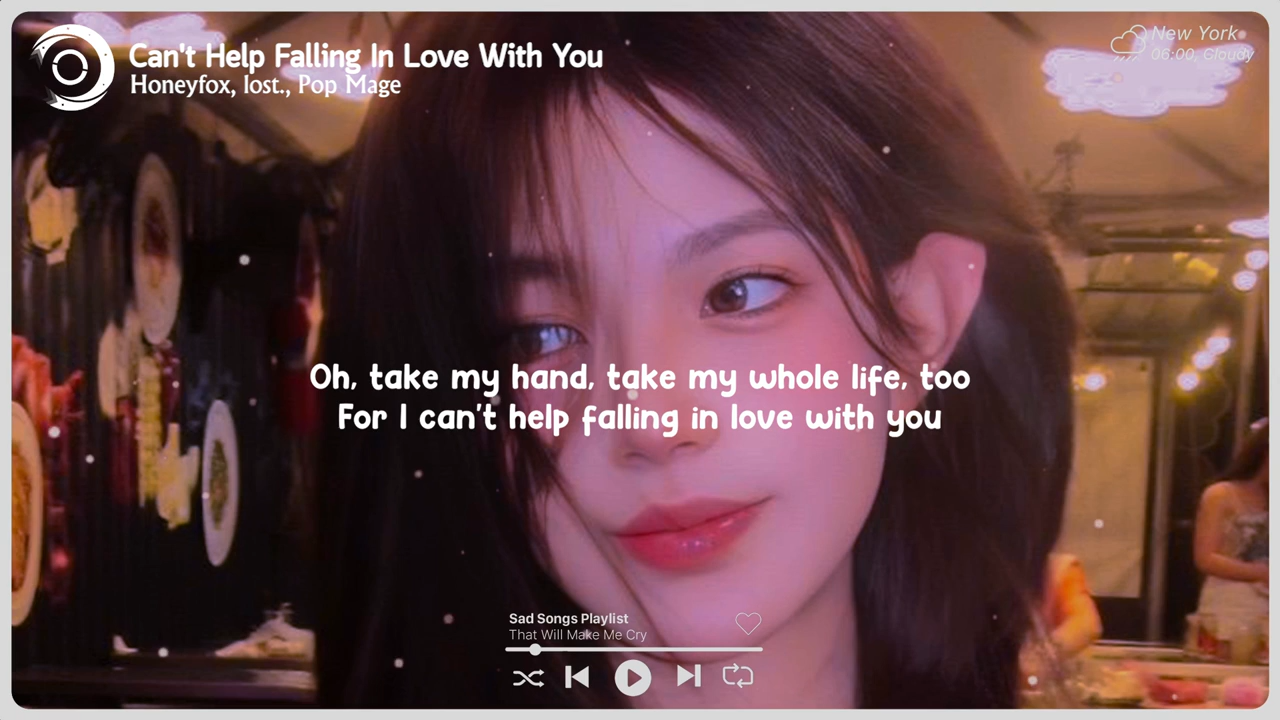 Can't Help Falling In Love With You
Honeyfox, lost., Pop Mage
New York
06:00, Cloudy
Oh, take my hand, take my whole life, too
For I can't help falling in love with you
Sad Songs Playlist
That Will Make Me Cry